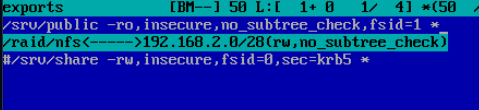 exports [BM--] 50 L:[ 1+ 0 1/ 4] *(50 /
/srv/public -ro,insecure,no_subtree_check,fsid=1 *
/raid/nfs<----->192.168.2.0/28(rw,no_subtree_check)
#/srv/share -rw,insecure,fsid=0,sec=krb5 *